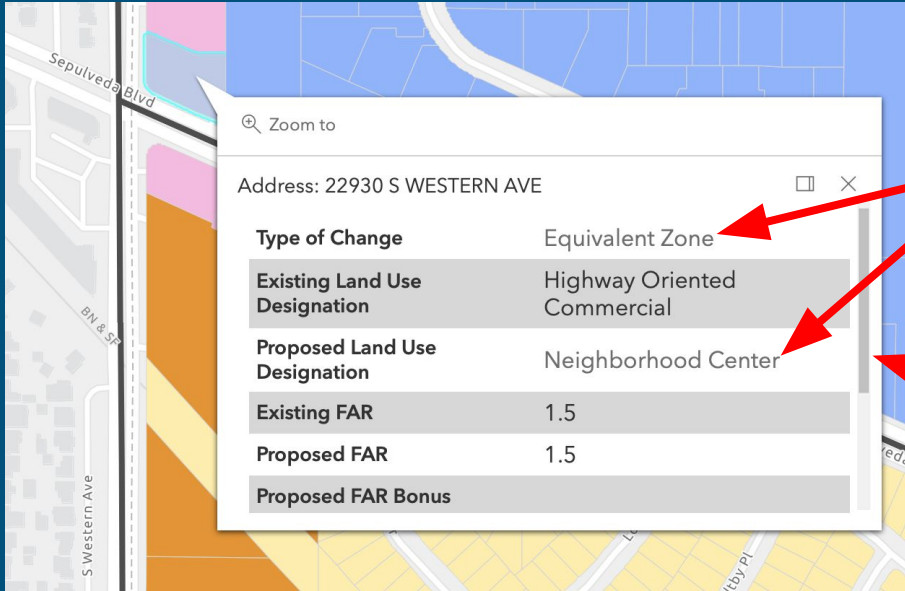 Sepulveda Blvd
Zoom to
Address: 22930 S WESTERN AVE
Type of Change Equivalent Zone
Existing Land Use Designation Highway Oriented Commercial
Proposed Land Use Designation Neighborhood Center
Existing FAR 1.5
Proposed FAR 1.5
Proposed FAR Bonus
BN & SF
S Western Ave